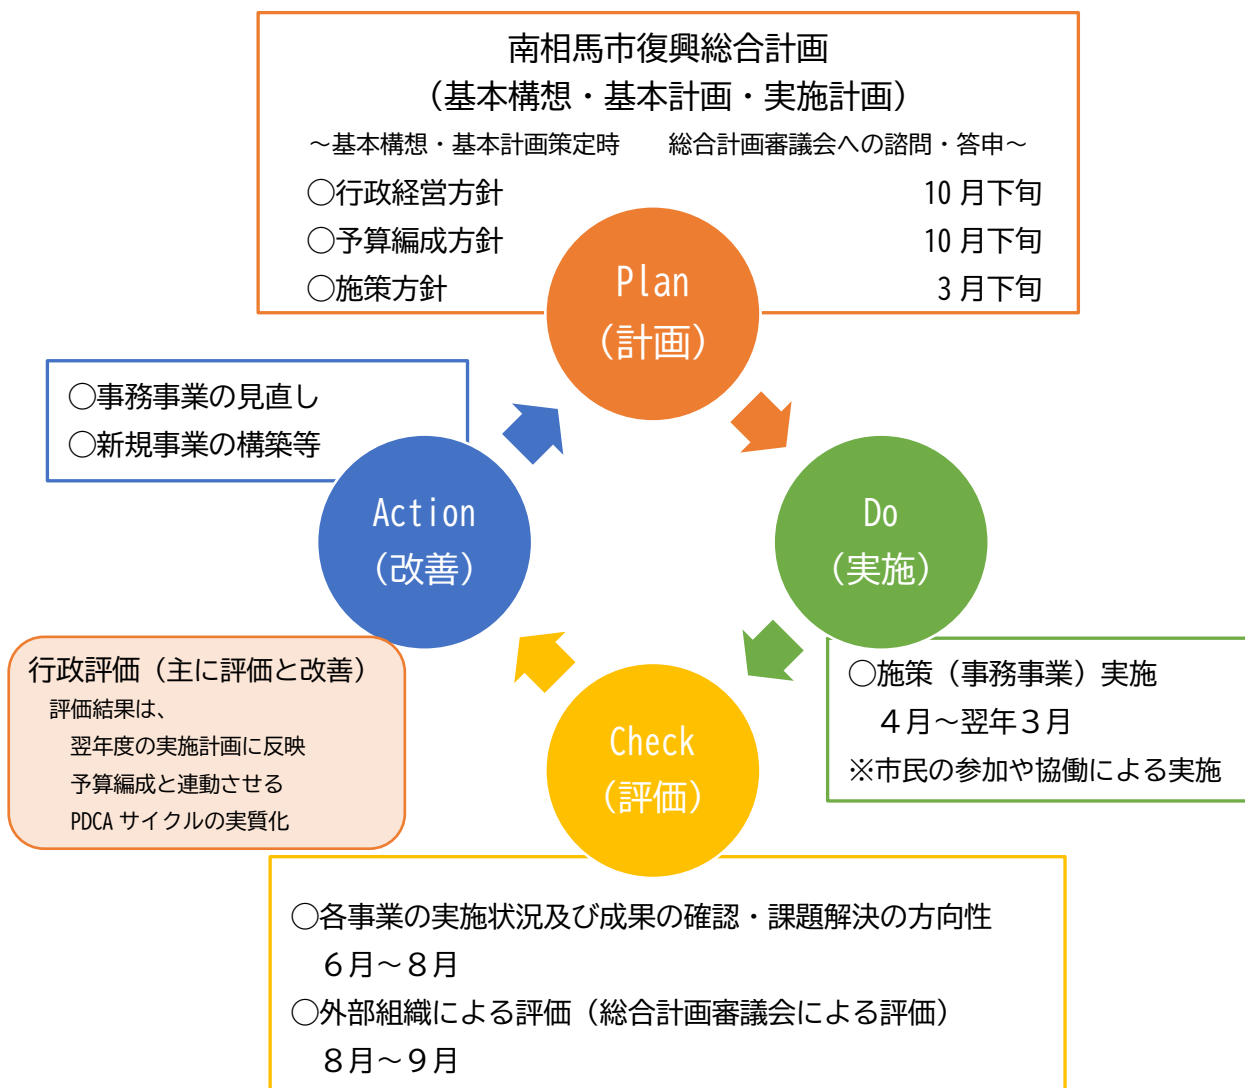 南相馬市復興総合計画
（基本構想・基本計画・実施計画）
～基本構想・基本計画策定時　　総合計画審議会への諮問・答申～
○行政経営方針　10 月下旬
○予算編成方針　10 月下旬
○施策方針　3 月下旬
Plan
（計画）
○事務事業の見直し
○新規事業の構築等
Action
（改善）
Do
（実施）
行政評価（主に評価と改善）
評価結果は、
翌年度の実施計画に反映
予算編成と連動させる
PDCA サイクルの実質化
○施策（事務事業）実施
４月～翌年３月
※市民の参加や協働による実施
Check
（評価）
○各事業の実施状況及び成果の確認・課題解決の方向性
６月～８月
○外部組織による評価（総合計画審議会による評価）
８月～９月